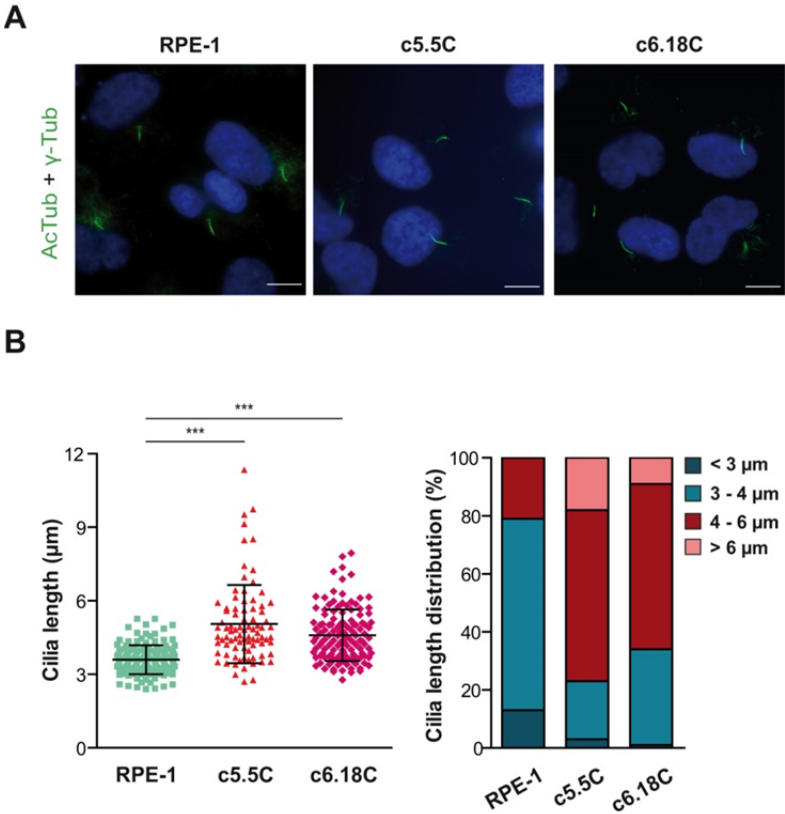 A
RPE-1
c5.5C
c6.18C
AcTub + γ-Tub
B
***
***
Cilia length (µm)
12
9
6
3
0
RPE-1
c5.5C
c6.18C
Cilia length distribution (%)
100
80
60
40
20
0
RPE-1
c5.5C
c6.18C
< 3 µm
3 - 4 µm
4 - 6 µm
> 6 µm